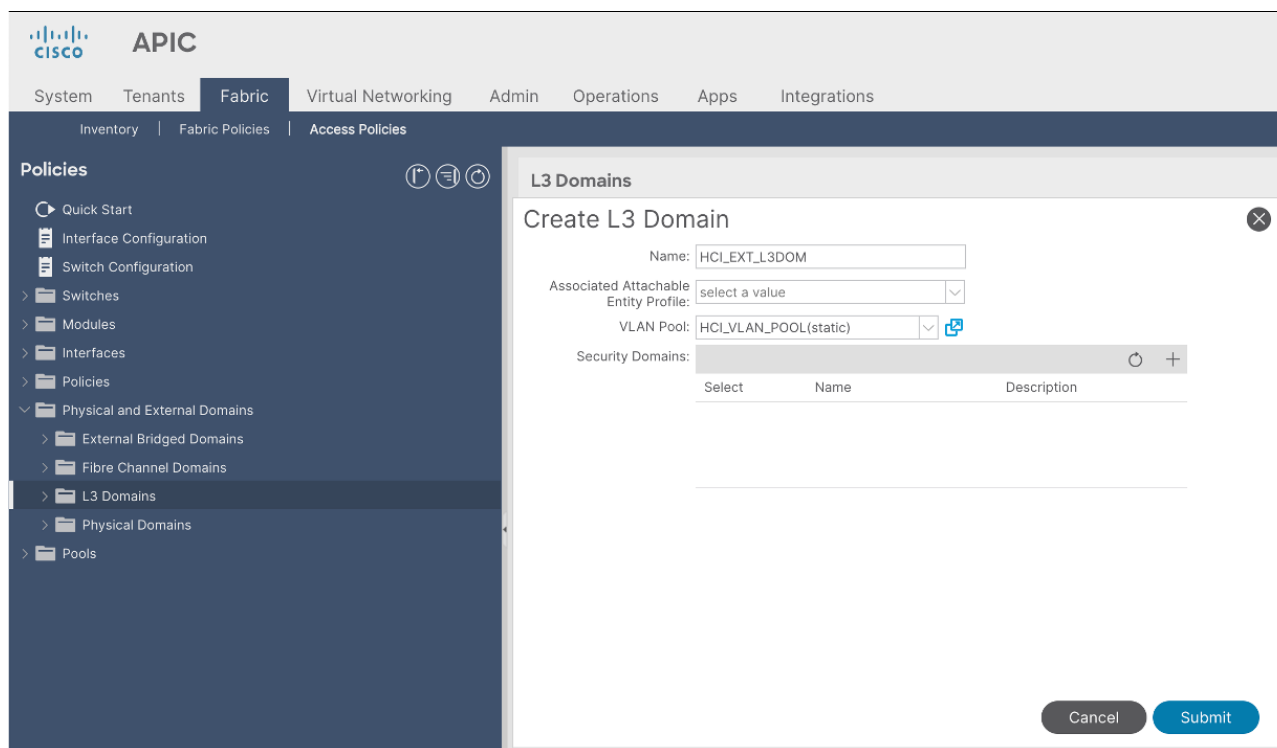 CISCO
APIC
System Tenants Fabric Virtual Networking Admin Operations Apps Integrations
Inventory | Fabric Policies | Access Policies
Policies
Quick Start
Interface Configuration
Switch Configuration
Switches
Modules
Interfaces
Policies
Physical and External Domains
External Bridged Domains
Fibre Channel Domains
L3 Domains
Physical Domains
Pools
L3 Domains
Create L3 Domain
Name: HCI_EXT_L3DOM
Associated Attachable
Entity Profile: select a value
VLAN Pool: HCI_VLAN_POOL(static)
Security Domains:
Select Name Description
Cancel Submit